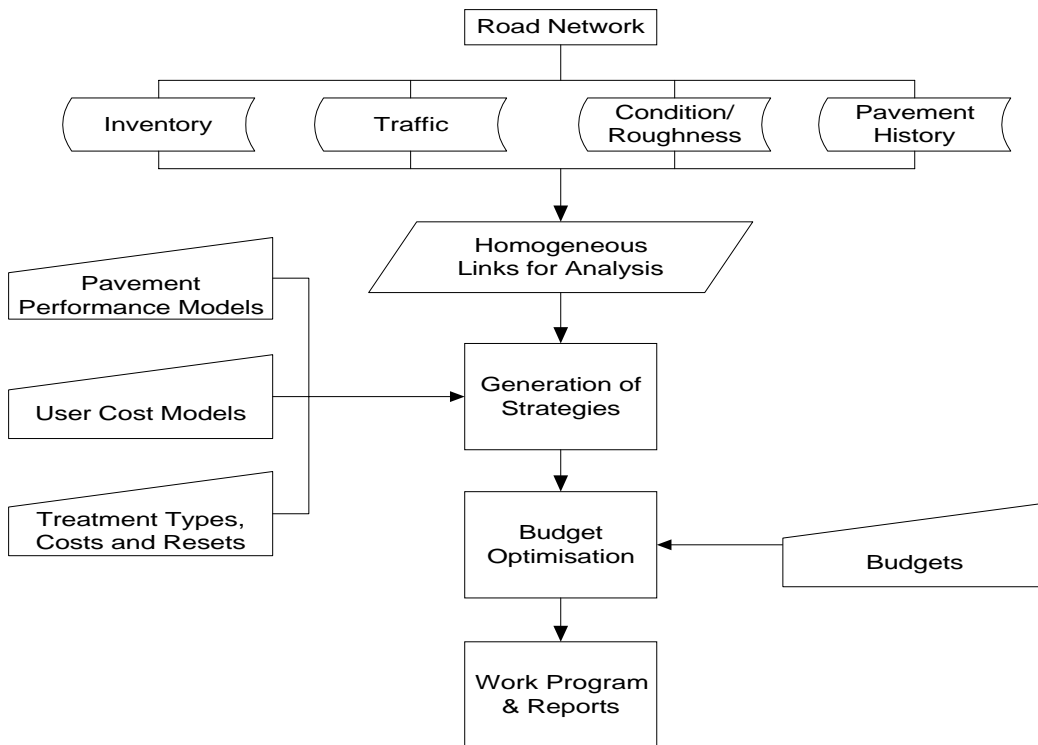 Road Network
Inventory
Traffic
Condition/
Roughness
Pavement
History
Homogeneous
Links for Analysis
Pavement
Performance Models
User Cost Models
Treatment Types,
Costs and Resets
Generation of
Strategies
Budget
Optimisation
Budgets
Work Program
& Reports